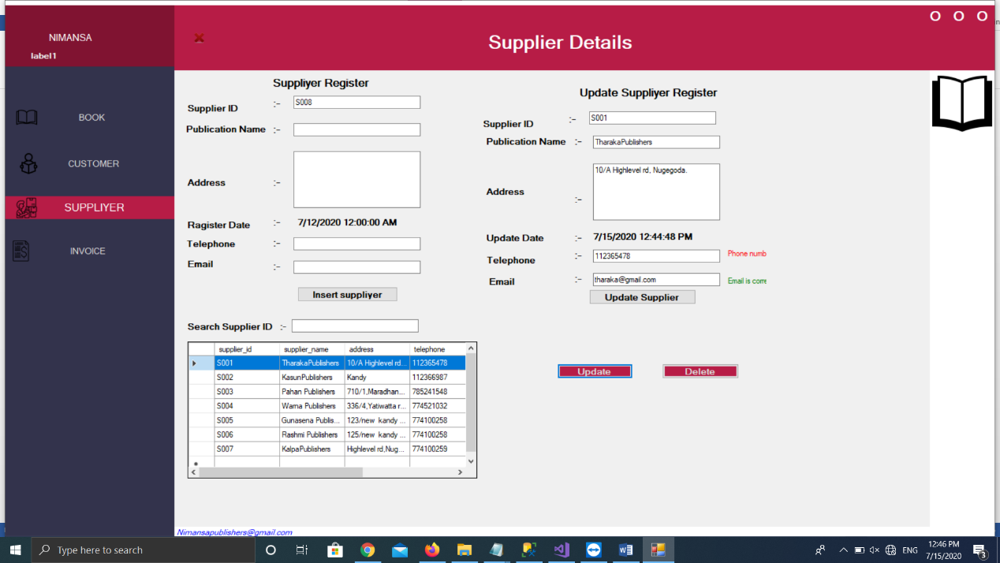 NIMANSA
label1
Supplier Details
O O O
BOOK
CUSTOMER
SUPPLIYER
INVOICE
Suppliyer Register
Supplier ID :- S008
Publication Name :-
Address :-
Ragister Date :- 7/12/2020 12:00:00 AM
Telephone :-
Email :-
Insert suppliyer
Search Supplier ID :-
supplier_id supplier_name address telephone
S001 TharakaPublishers 10/A Highlevel rd... 112365478
S002 KasunPublishers Kandy 112366987
S003 Pahan Publishers 710/1,Maradhan... 785241548
S004 Warna Publishers 336/4,Yatiwatta r... 774521032
S005 Gunasena Publis... 123/new kandy ... 774100258
S006 Rashmi Publishers 125/new kandy ... 774100258
S007 KalpaPublishers Highlevel rd,Nug... 774100259
Update Suppliyer Register
Supplier ID :- S001
Publication Name :- TharakaPublishers
Address :- 10/A Highlevel rd, Nugegoda.
Update Date :- 7/15/2020 12:44:48 PM
Telephone :- 112365478 Phone numb
Email :- tharaka@gmail.com Email is corre
Update Supplier
Update Delete
Nimansapublishers@gmail.com
Type here to search
ENG
12:46 PM
7/15/2020
3